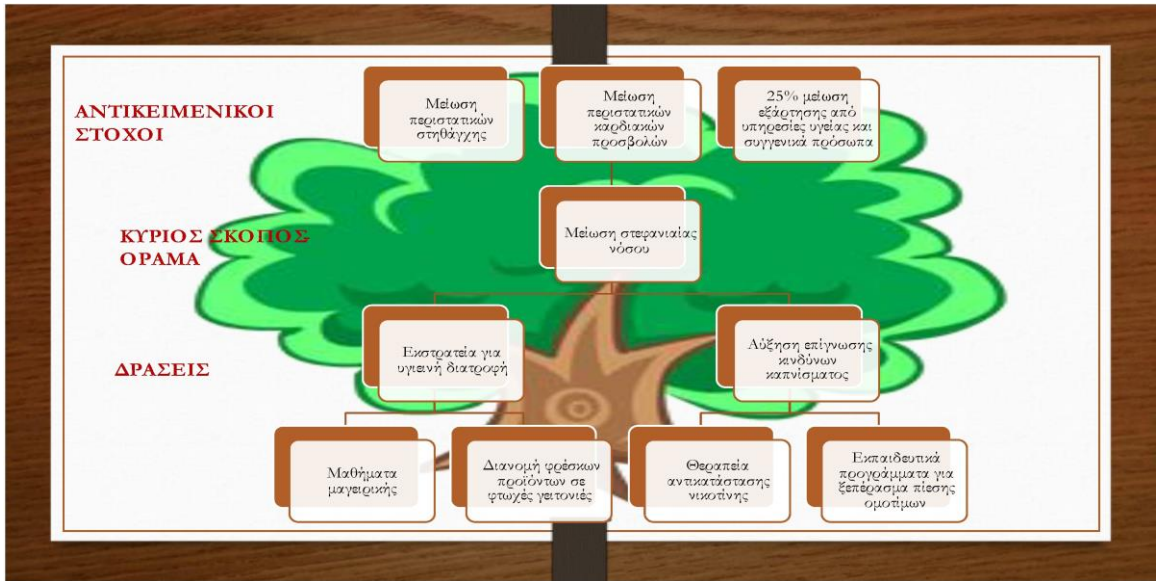 ΑΝΤΙΚΕΙΜΕΝΙΚΟΙ
ΣΤΟΧΟΙ
Μείωση
περιστατικών
στηθάγχης
Μείωση
περιστατικών
καρδιακών
προσβολών
25% μείωση
εξάρτησης από
υπηρεσίες υγείας και
συγγενικά πρόσωπα
ΚΥΡΙΟΣ ΣΚΟΠΟΣ-
ΟΡΑΜΑ
Μείωση στεφανιαίας
νόσου
ΔΡΑΣΕΙΣ
Εκστρατεία για
υγιεινή διατροφή
Αύξηση επίγνωσης
κινδύνων
καπνίσματος
Μαθήματα
μαγειρικής
Διανομή φρέσκων
προϊόντων σε
φτωχές γειτονιές
Θεραπεία
αντικατάστασης
νικοτίνης
Εκπαιδευτικά
προγράμματα για
ξεπέρασμα πίεσης
ομοτίμων